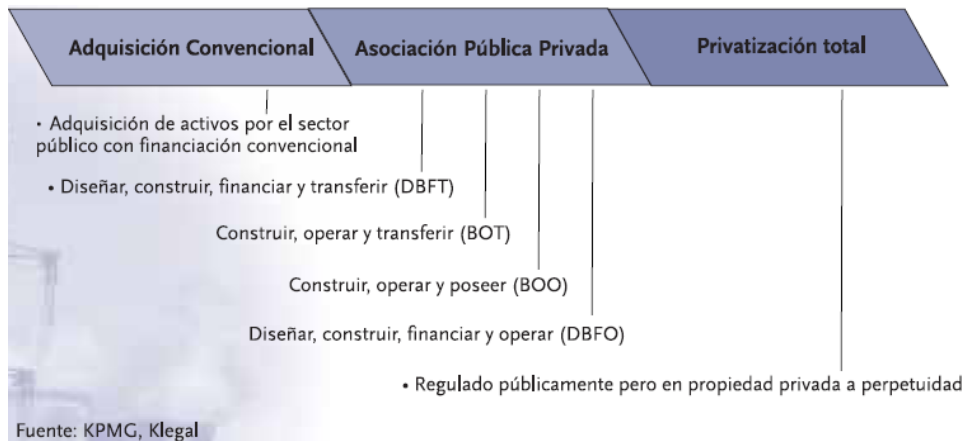 Adquisición Convencional
Asociación Pública Privada
Privatización total
• Adquisición de activos por el sector
público con financiación convencional
• Diseñar, construir, financiar y transferir (DBFT)
Construir, operar y transferir (BOT)
Construir, operar y poseer (BOO)
Diseñar, construir, financiar y operar (DBFO)
• Regulado públicamente pero en propiedad privada a perpetuidad
Fuente: KPMG, Klegal